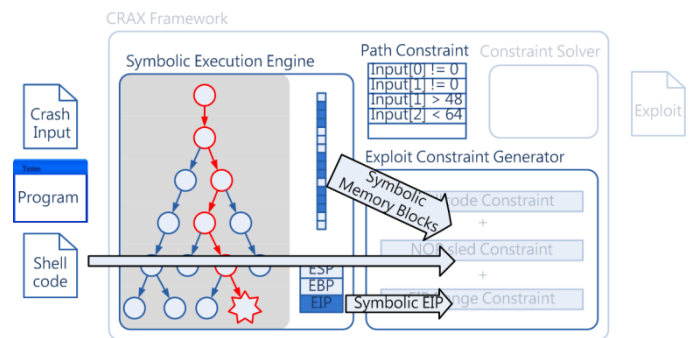 CRAX Framework
Symbolic Execution Engine
Path Constraint
Constraint Solver
Input[0] != 0
Input[1] != 0
Input[1] > 48
Input[2] < 64
Crash
Input
Exploit
Program
Exploit Constraint Generator
Symbolic
Memory Blocks
code Constraint
+
NOP sled Constraint
+
Constraint
Shell
code
ESP
EBP
EIP
Symbolic EIP